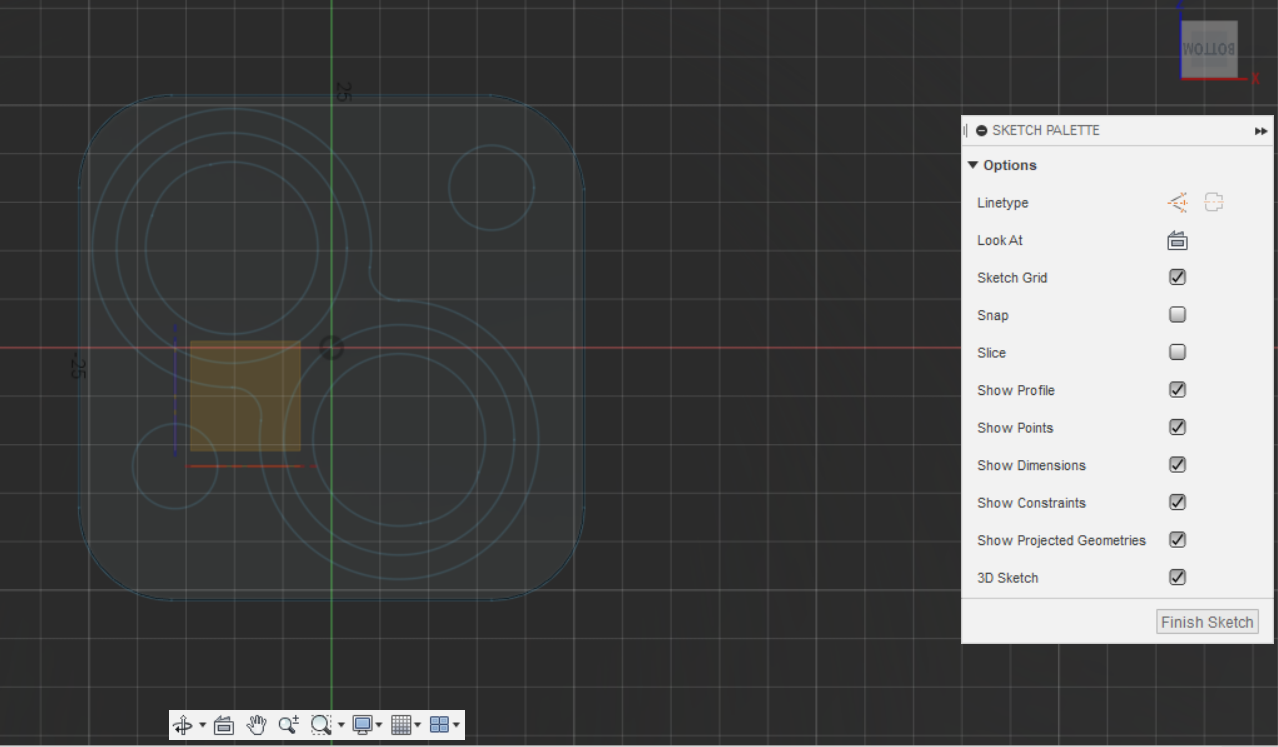 25
25
BOTTOM
X
SKETCH PALETTE
Options
Linetype
Look At
Sketch Grid
Snap
Slice
Show Profile
Show Points
Show Dimensions
Show Constraints
Show Projected Geometries
3D Sketch
Finish Sketch